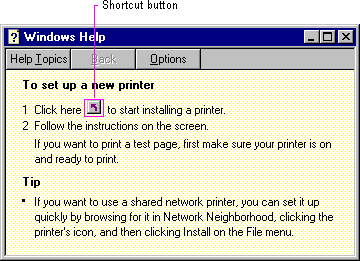 Shortcut button
Windows Help
Help Topics Back Options
To set up a new printer
1 Click here to start installing a printer.
2 Follow the instructions on the screen.
If you want to print a test page, first make sure your printer is on
and ready to print.
Tip
• If you want to use a shared network printer, you can set it up
quickly by browsing for it in Network Neighborhood, clicking the
printer's icon, and then clicking Install on the File menu.